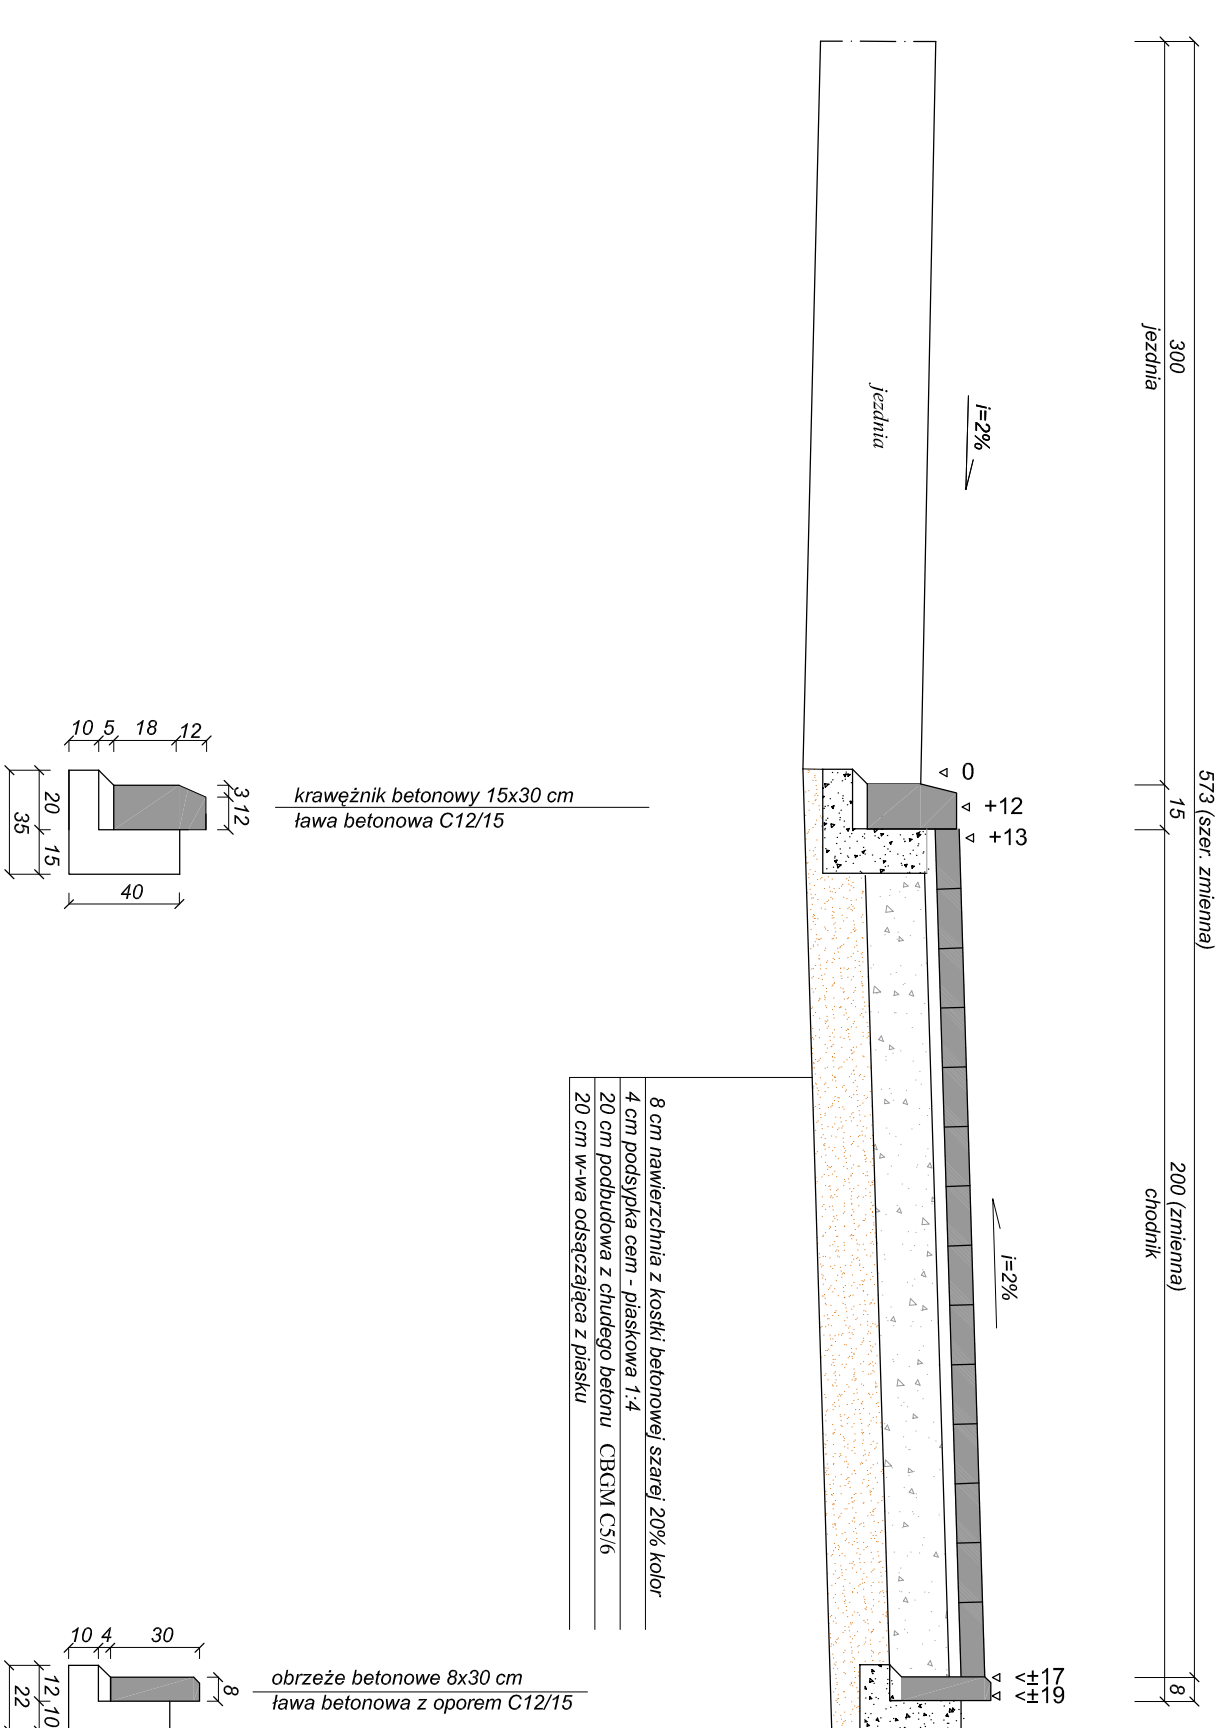 573 (szer. zmienna)
300
jezdnia
15
200 (zmienna)
chodnik
8
i=2%
jezdnia
0
+12
+13
i=2%
<±17
<±19
8 cm nawierzchnia z kostki betonowej szarej 20% kolor
4 cm podsypka cem - piaskowa 1:4
20 cm podbudowa z chudego betonu CBGM C5/6
20 cm w-wa odsączająca z piasku
10 5 18 12
3
12
20
15
35
40
krawężnik betonowy 15x30 cm
ława betonowa C12/15
10 4 30
8
12
10
22
obrzeże betonowe 8x30 cm
ława betonowa z oporem C12/15